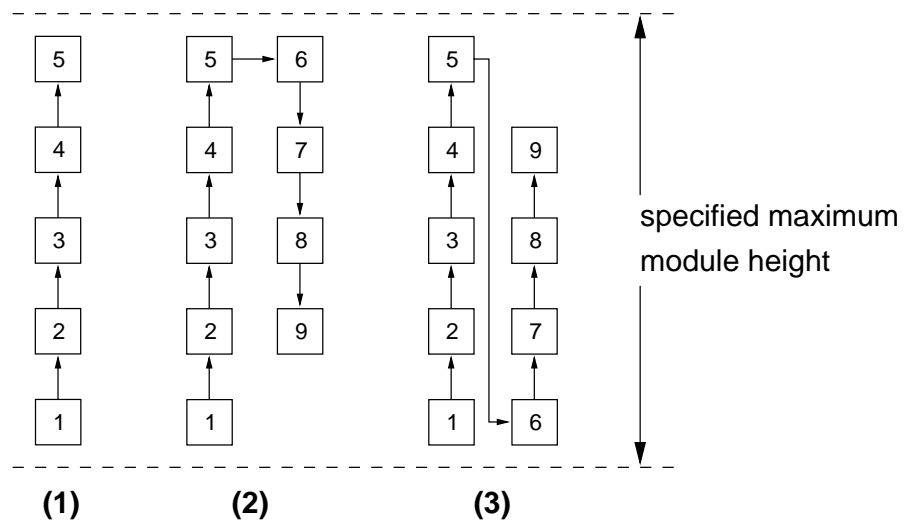 5 5 6 5
4 4 7 4 9
3 3 8 3 8
specified maximum
module height
2 2 9 2 7
1 1 1 6
(1) (2) (3)